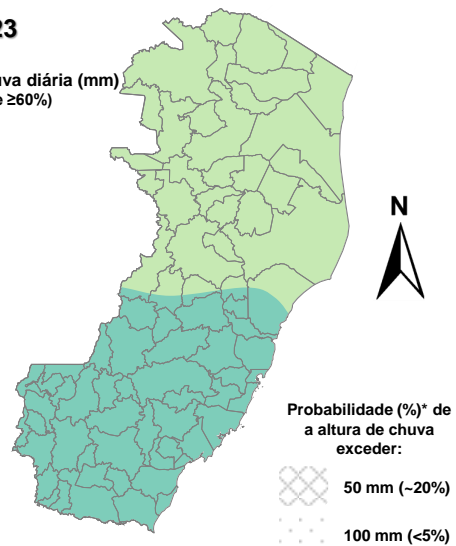 23
uva diária (mm)
e ≥60%)
N
Probabilidade (%)* de
a altura de chuva
exceder:
50 mm (~20%)
100 mm (<5%)